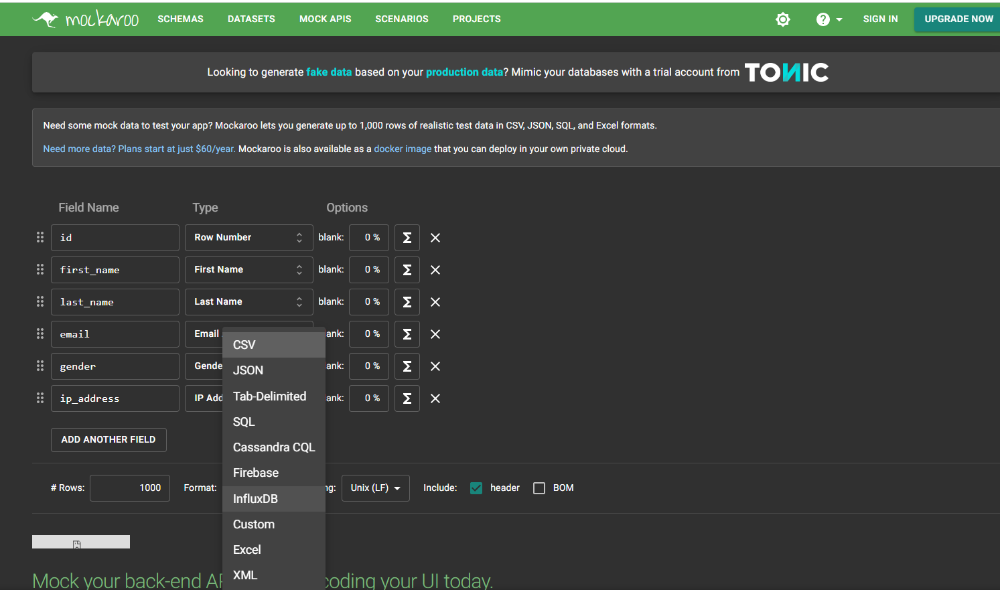 mockaroo SCHEMAS DATASETS MOCK APIS SCENARIOS PROJECTS ? SIGN IN UPGRADE NOW
Looking to generate fake data based on your production data? Mimic your databases with a trial account from TONIC
Need some mock data to test your app? Mockaroo lets you generate up to 1,000 rows of realistic test data in CSV, JSON, SQL, and Excel formats.
Need more data? Plans start at just $60/year. Mockaroo is also available as a docker image that you can deploy in your own private cloud.
Field Name Type Options
id Row Number blank: 0 % Σ
first_name First Name blank: 0 % Σ
last_name Last Name blank: 0 % Σ
email Email ank: 0 % Σ
gender Gende ank: 0 % Σ
ip_address IP Add ank: 0 % Σ
ADD ANOTHER FIELD
# Rows: 1000 Format: ng: Unix (LF) Include: header BOM
CSV
JSON
Tab-Delimited
SQL
Cassandra CQL
Firebase
InfluxDB
Custom
Excel
XML
Mock your back-end AP coding your UI today.